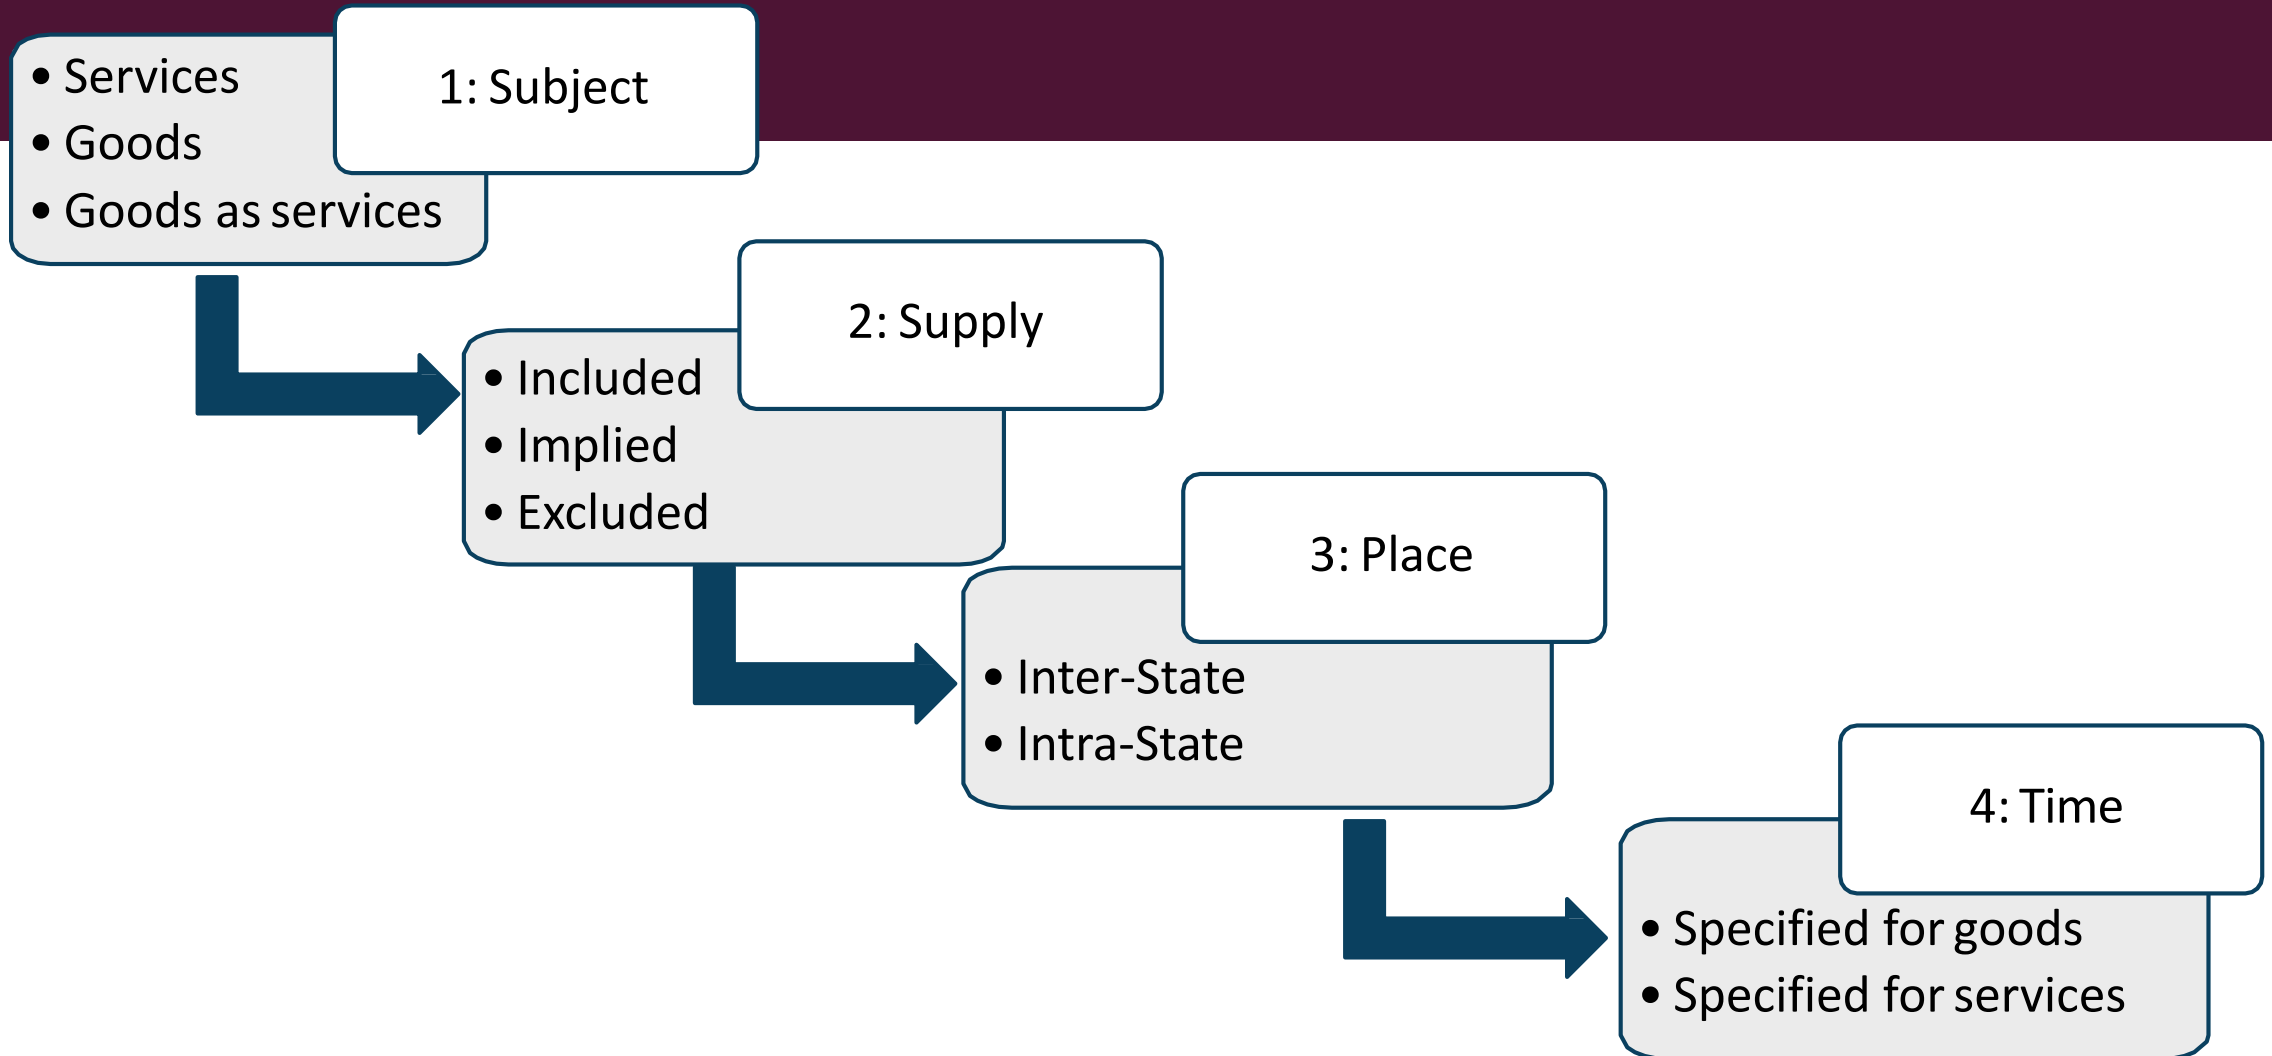 1: Subject
• Services
• Goods
• Goods as services
2: Supply
• Included
• Implied
• Excluded
3: Place
• Inter-State
• Intra-State
4: Time
• Specified for goods
• Specified for services